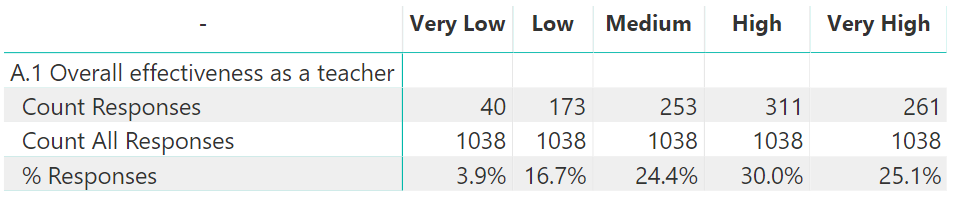 - Very Low Low Medium High Very High
A.1 Overall effectiveness as a teacher
Count Responses 40 173 253 311 261
Count All Responses 1038 1038 1038 1038 1038
% Responses 3.9% 16.7% 24.4% 30.0% 25.1%